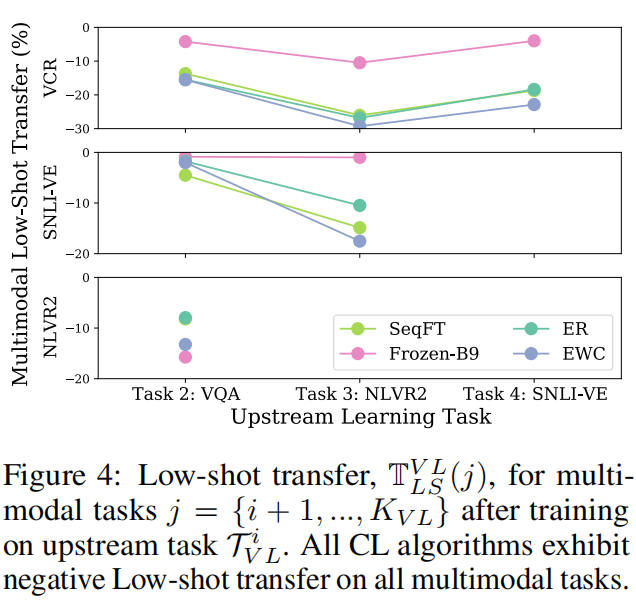 Multimodal Low-Shot Transfer (%)
VCR
0
−10
−20
−30
SNLI-VE
0
−10
−20
NLVR2
0
−10
−20
SeqFT
ER
Frozen-B9
EWC
Task 2: VQA
Task 3: NLVR2
Task 4: SNLI-VE
Upstream Learning Task
Figure 4: Low-shot transfer, 𝕋^{VL}_{LS}(j), for multi-
modal tasks j = {i + 1, ..., K_{VL}} after training
on upstream task 𝒯^{i}_{VL}. All CL algorithms exhibit
negative Low-shot transfer on all multimodal tasks.